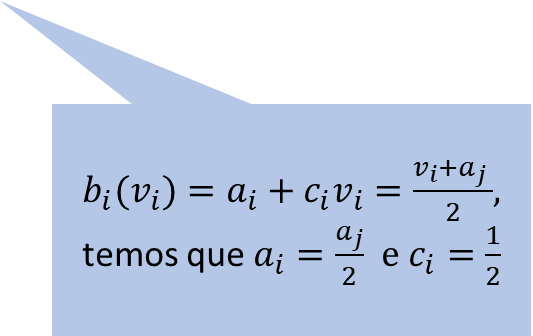 b_i(v_i) = a_i + c_i v_i = \frac{v_i + a_j}{2},
temos que a_i = \frac{a_j}{2} e c_i = \frac{1}{2}